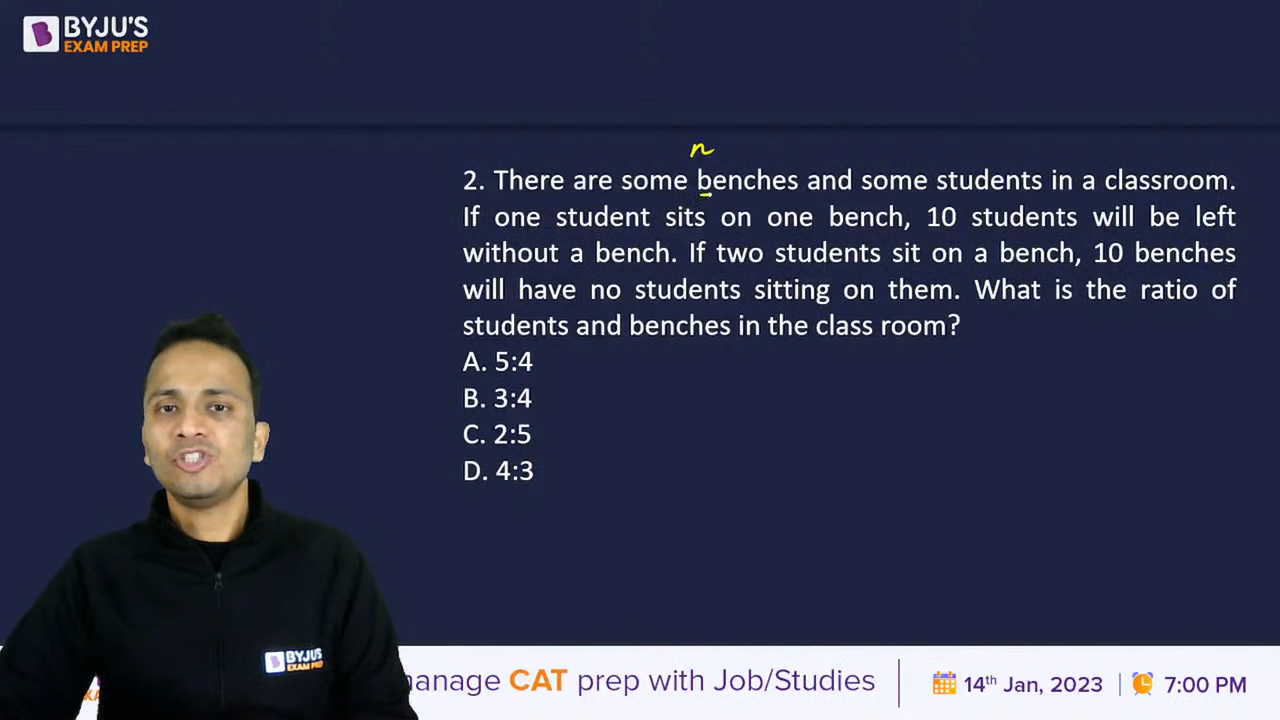 BYJU'S
EXAM PREP
n
2. There are some benches and some students in a classroom.
If one student sits on one bench, 10 students will be left
without a bench. If two students sit on a bench, 10 benches
will have no students sitting on them. What is the ratio of
students and benches in the class room?
A. 5:4
B. 3:4
C. 2:5
D. 4:3
BYJU'S
EXAM PREP
anage CAT prep with Job/Studies
14th Jan, 2023
7:00 PM